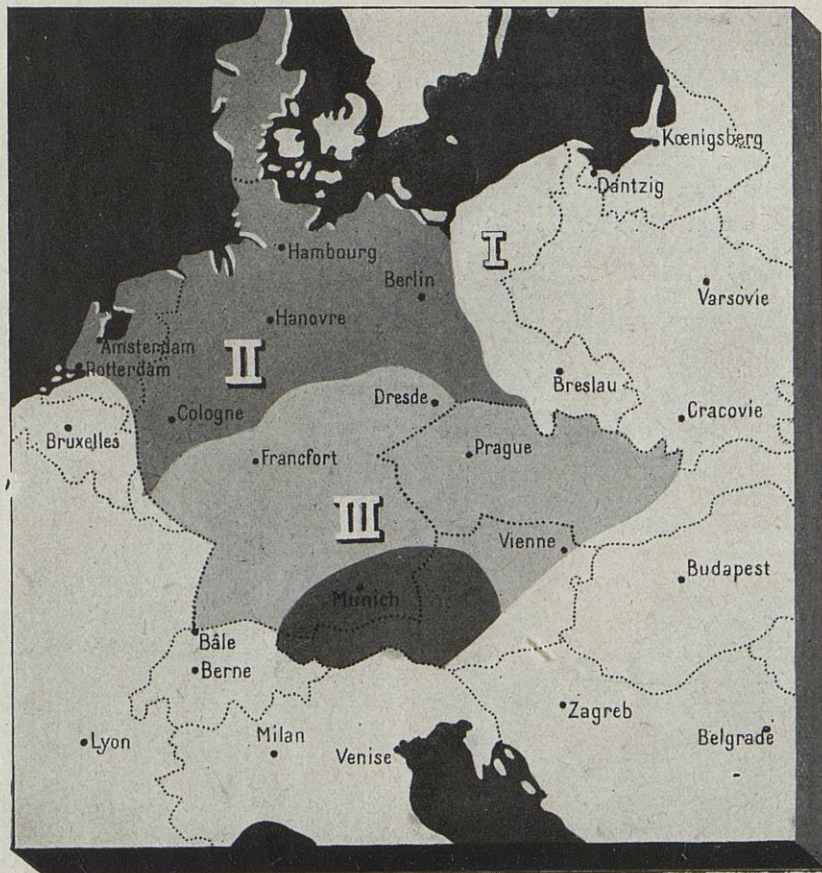 Kœnigsberg
Dantzig
I
Hambourg
Berlin
Varsovie
Hanovre
Amsterdam
Rotterdam
II
Breslau
Dresde
Cologne
Cracovie
Bruxelles
Francfort
Prague
III
Vienne
Budapest
Munich
Bâle
Berne
Zagreb
Lyon
Milan
Venise
Belgrade